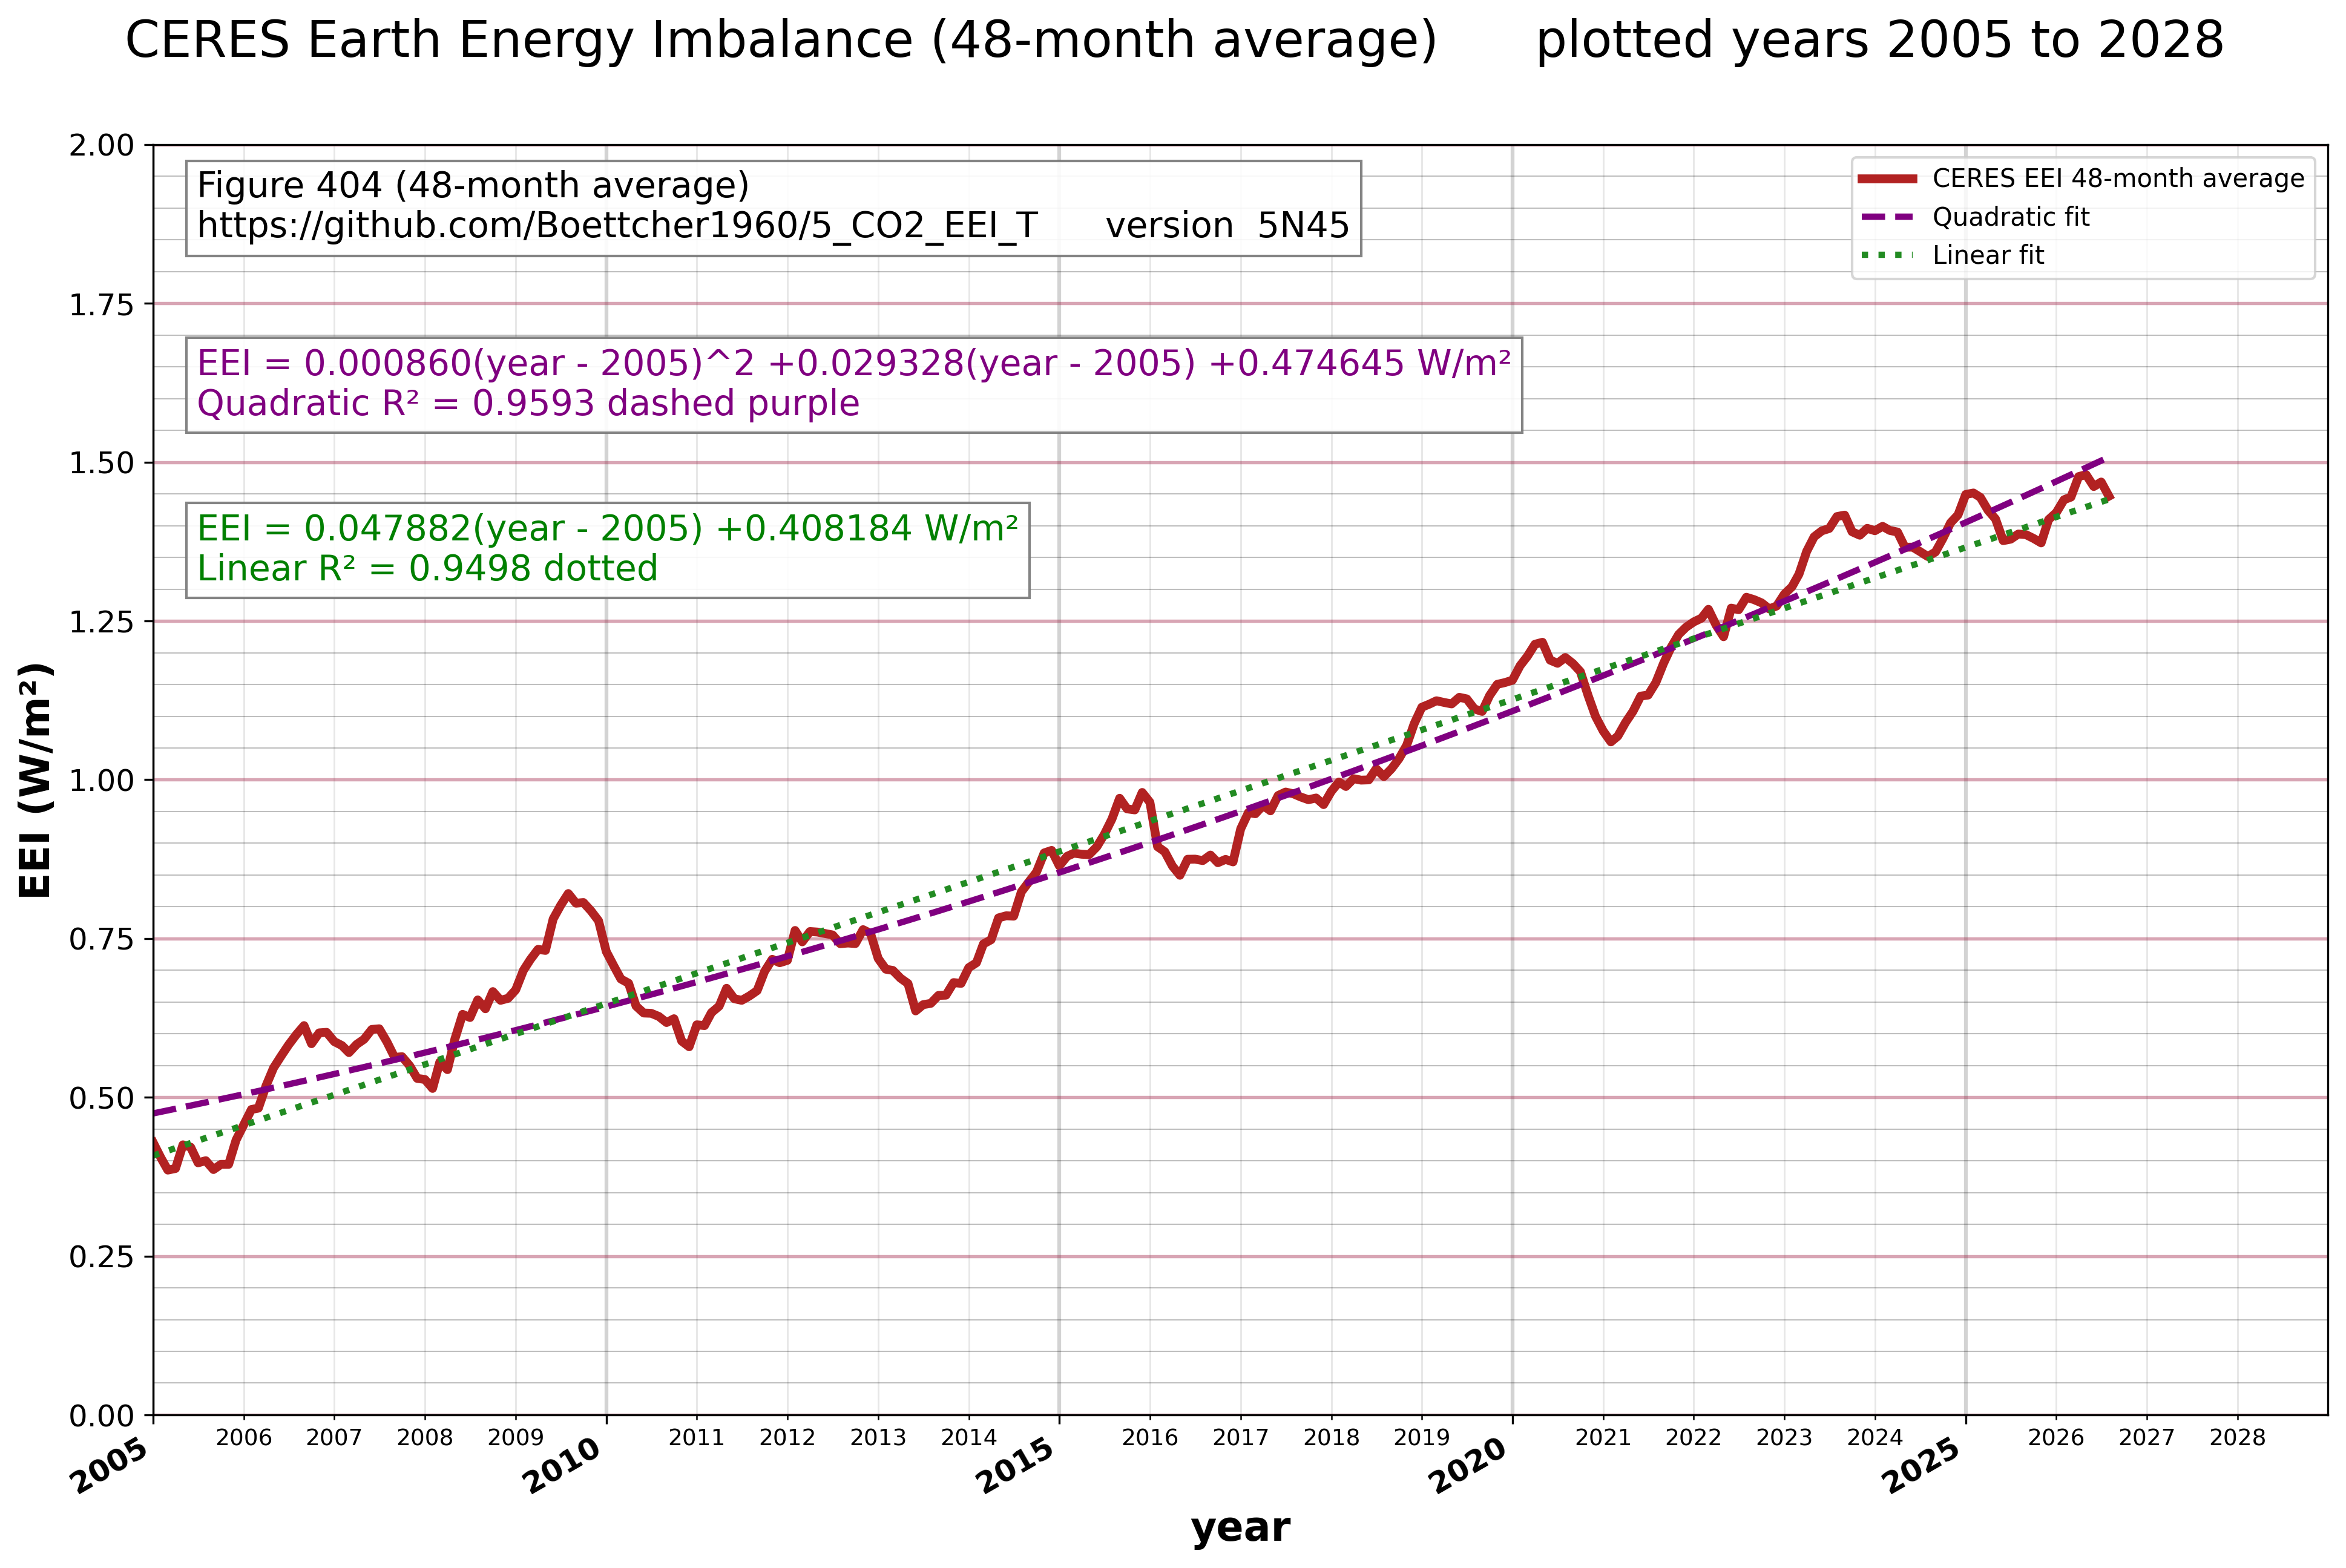 CERES Earth Energy Imbalance (48-month average)      plotted years 2005 to 2028
Figure 404 (48-month average)
https://github.com/Boettcher1960/5_CO2_EEI_T      version  5N45
CERES EEI 48-month average
Quadratic fit
Linear fit
EEI = 0.000860(year - 2005)^2 +0.029328(year - 2005) +0.474645 W/m²
Quadratic R² = 0.9593 dashed purple
EEI = 0.047882(year - 2005) +0.408184 W/m²
Linear R² = 0.9498 dotted
EEI (W/m²)
2.00
1.75
1.50
1.25
1.00
0.75
0.50
0.25
0.00
2005 2006 2007 2008 2009 2010 2011 2012 2013 2014 2015 2016 2017 2018 2019 2020 2021 2022 2023 2024 2025 2026 2027 2028
year